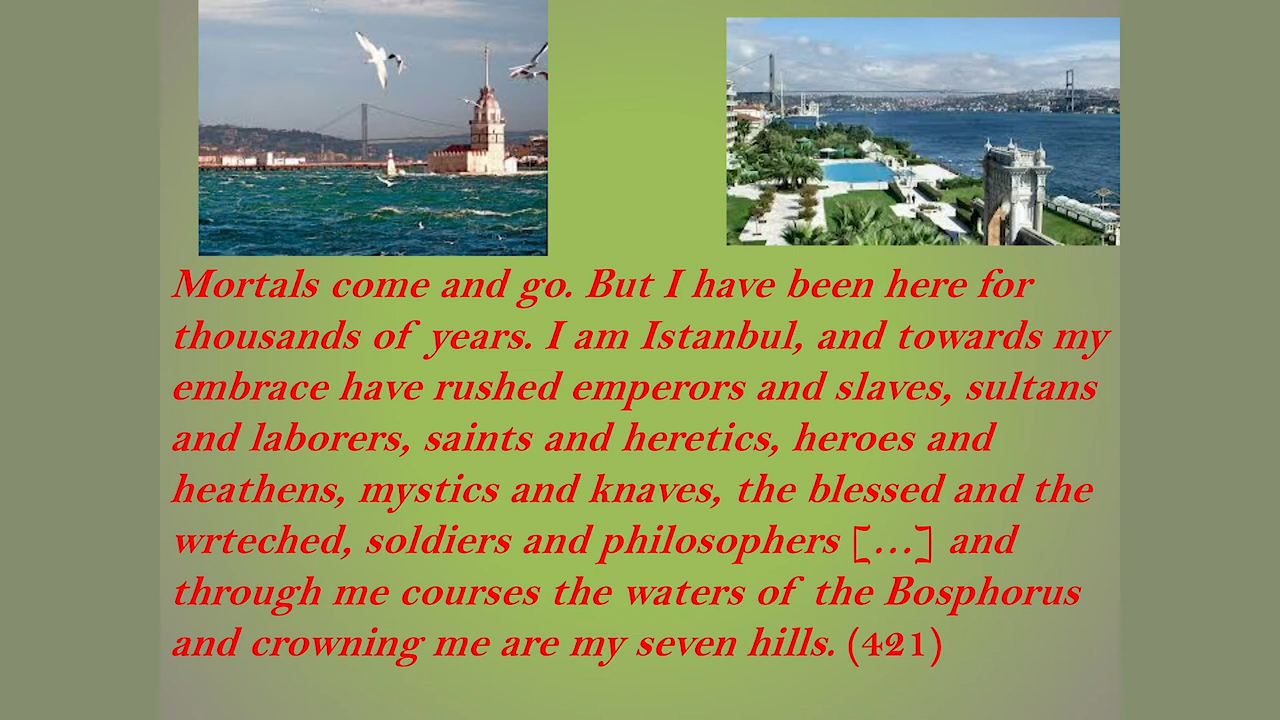 Mortals come and go. But I have been here for
thousands of years. I am Istanbul, and towards my
embrace have rushed emperors and slaves, sultans
and laborers, saints and heretics, heroes and
heathens, mystics and knaves, the blessed and the
wrteched, soldiers and philosophers […] and
through me courses the waters of the Bosphorus
and crowning me are my seven hills. (421)